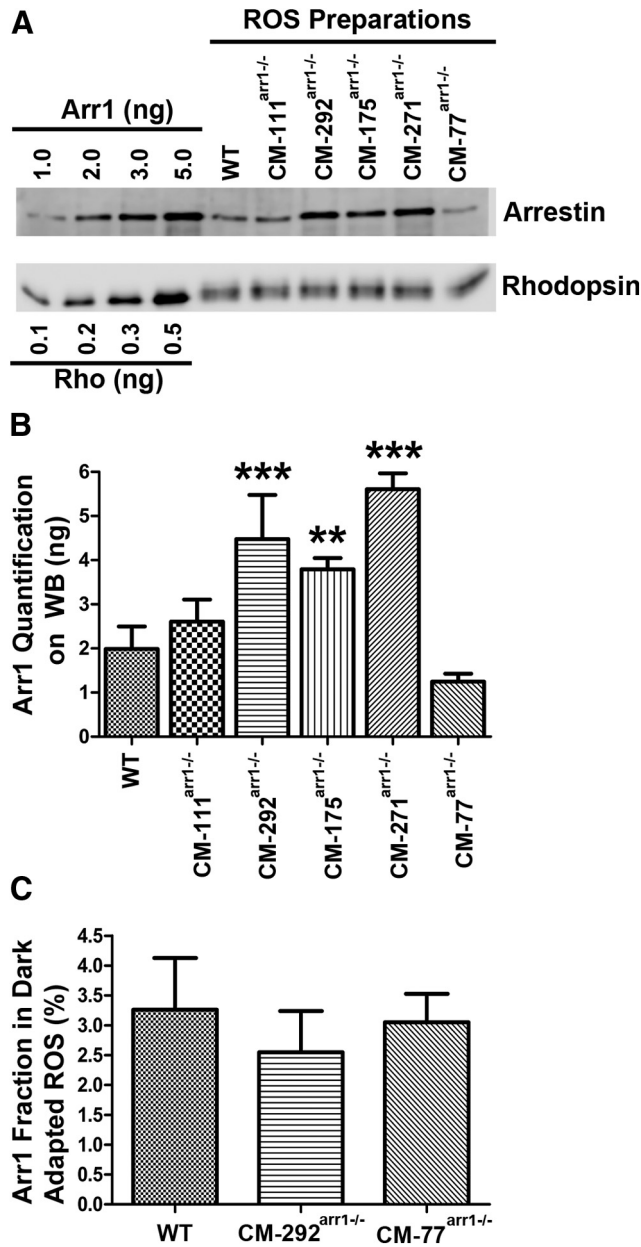 A
ROS Preparations
Arr1 (ng)
1.0 2.0 3.0 5.0 WT CM-111arr1-/- CM-292arr1-/- CM-175arr1-/- CM-271arr1-/- CM-77arr1-/-
Arrestin
Rhodopsin
0.1 0.2 0.3 0.5
Rho (ng)
B
Arr1 Quantification
on WB (ng)
6
5
4
3
2
1
0
*** ** ***
WT CM-111arr1-/- CM-292arr1-/- CM-175arr1-/- CM-271arr1-/- CM-77arr1-/-
C
Arr1 Fraction in Dark
Adapted ROS (%)
4.5
4.0
3.5
3.0
2.5
2.0
1.5
1.0
0.5
0.0
WT CM-292arr1-/- CM-77arr1-/-